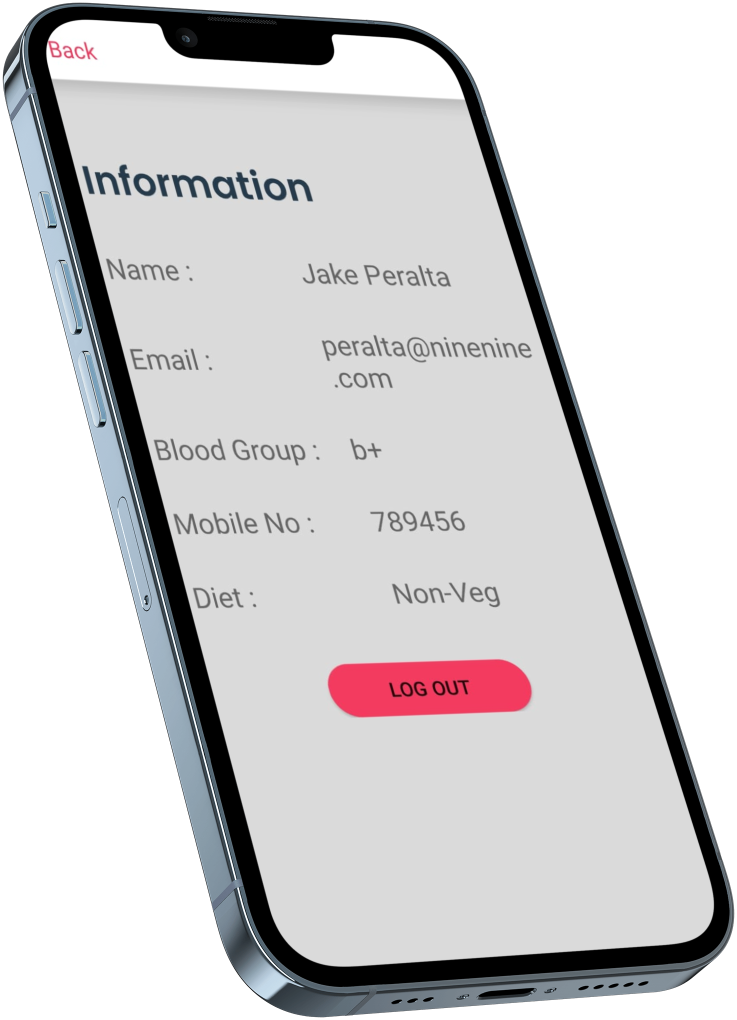 Back
Information
Name : Jake Peralta
Email : peralta@ninenine
.com
Blood Group : b+
Mobile No : 789456
Diet : Non-Veg
LOG OUT